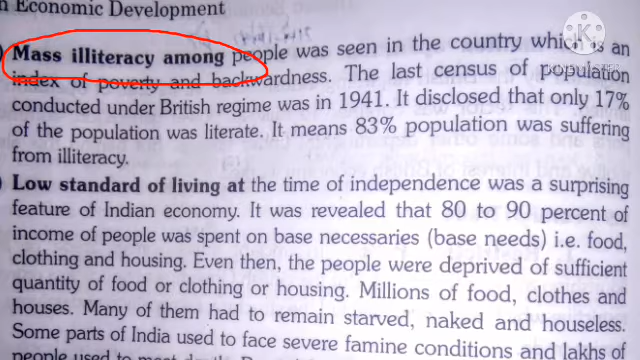 n Economic Development
) Mass illiteracy among people was seen in the country which is an
index of poverty and backwardness. The last census of population
conducted under British regime was in 1941. It disclosed that only 17%
of the population was literate. It means 83% population was suffering
from illiteracy.
) Low standard of living at the time of independence was a surprising
feature of Indian economy. It was revealed that 80 to 90 percent of
income of people was spent on base necessaries (base needs) i.e. food,
clothing and housing. Even then, the people were deprived of sufficient
quantity of food or clothing or housing. Millions of food, clothes and
houses. Many of them had to remain starved, naked and houseless.
Some parts of India used to face severe famine conditions and lakhs of
people used to meet death.